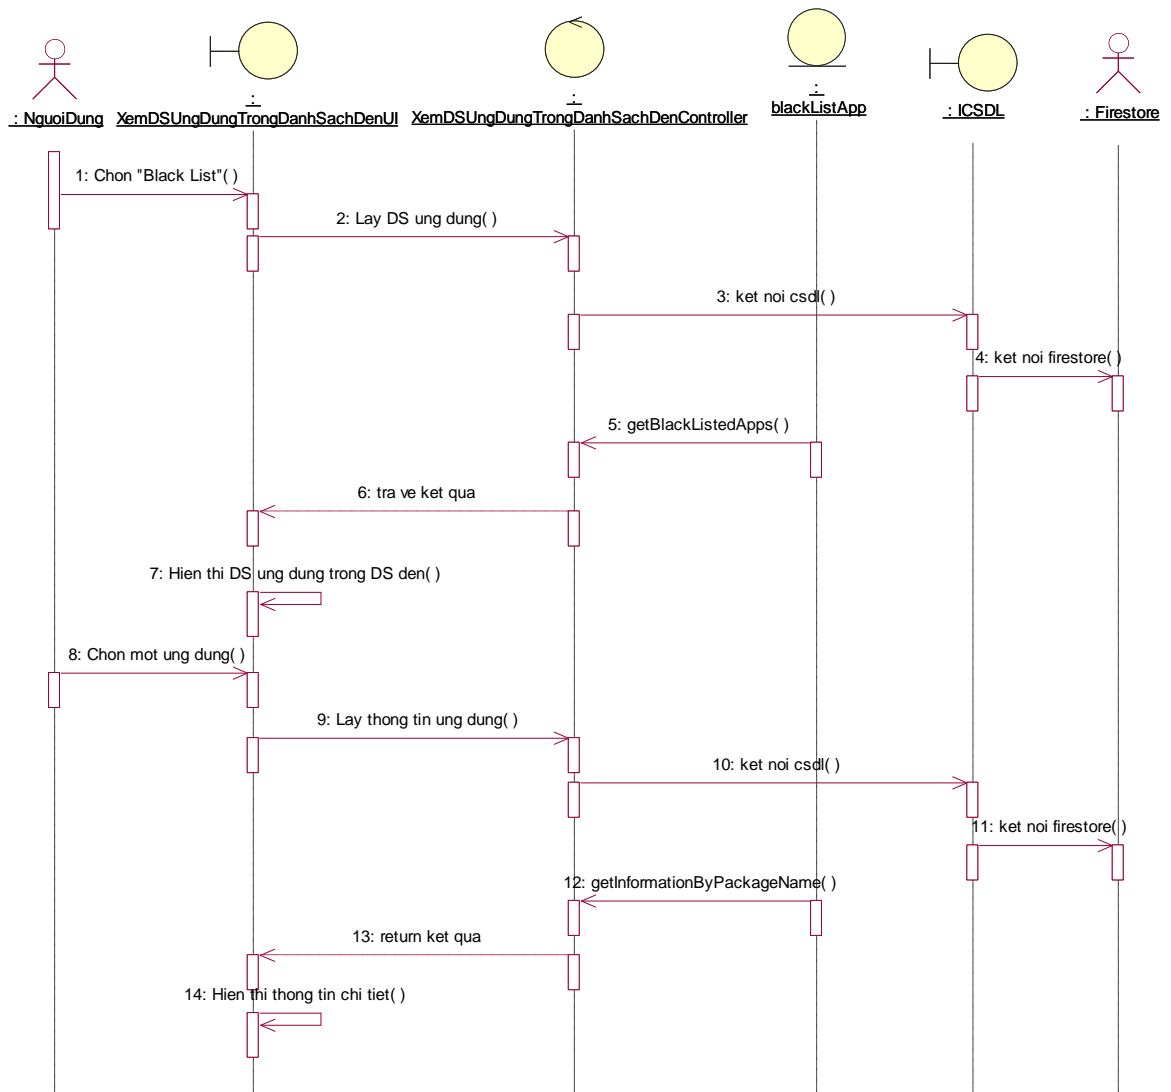 : NguoiDung
:
XemDSUngDungTrongDanhSachDenUI
:
XemDSUngDungTrongDanhSachDenController
:
blackListApp
: ICSDL
: Firestore
1: Chon "Black List"( )
2: Lay DS ung dung( )
3: ket noi csdl( )
4: ket noi firestore( )
5: getBlackListedApps( )
6: tra ve ket qua
7: Hien thi DS ung dung trong DS den( )
8: Chon mot ung dung( )
9: Lay thong tin ung dung( )
10: ket noi csdl( )
11: ket noi firestore( )
12: getInformationByPackageName( )
13: return ket qua
14: Hien thi thong tin chi tiet( )